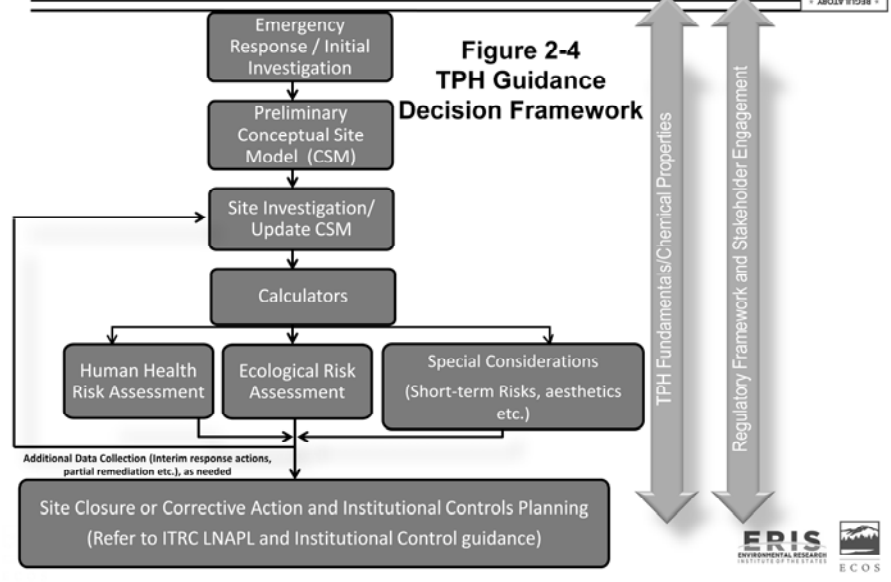 * REGULATORY *
Emergency
Response / Initial
Investigation
Figure 2-4
TPH Guidance
Decision Framework
Preliminary
Conceptual Site
Model (CSM)
Site Investigation/
Update CSM
Calculators
Human Health
Risk Assessment
Ecological Risk
Assessment
Special Considerations
(Short-term Risks, aesthetics
etc.)
Additional Data Collection (Interim response actions,
partial remediation etc.), as needed
Site Closure or Corrective Action and Institutional Controls Planning
(Refer to ITRC LNAPL and Institutional Control guidance)
TPH Fundamentals/Chemical Properties
Regulatory Framework and Stakeholder Engagement
ERIS
ENVIRONMENTAL RESEARCH
INSTITUTE OF THE STATES
ECOS